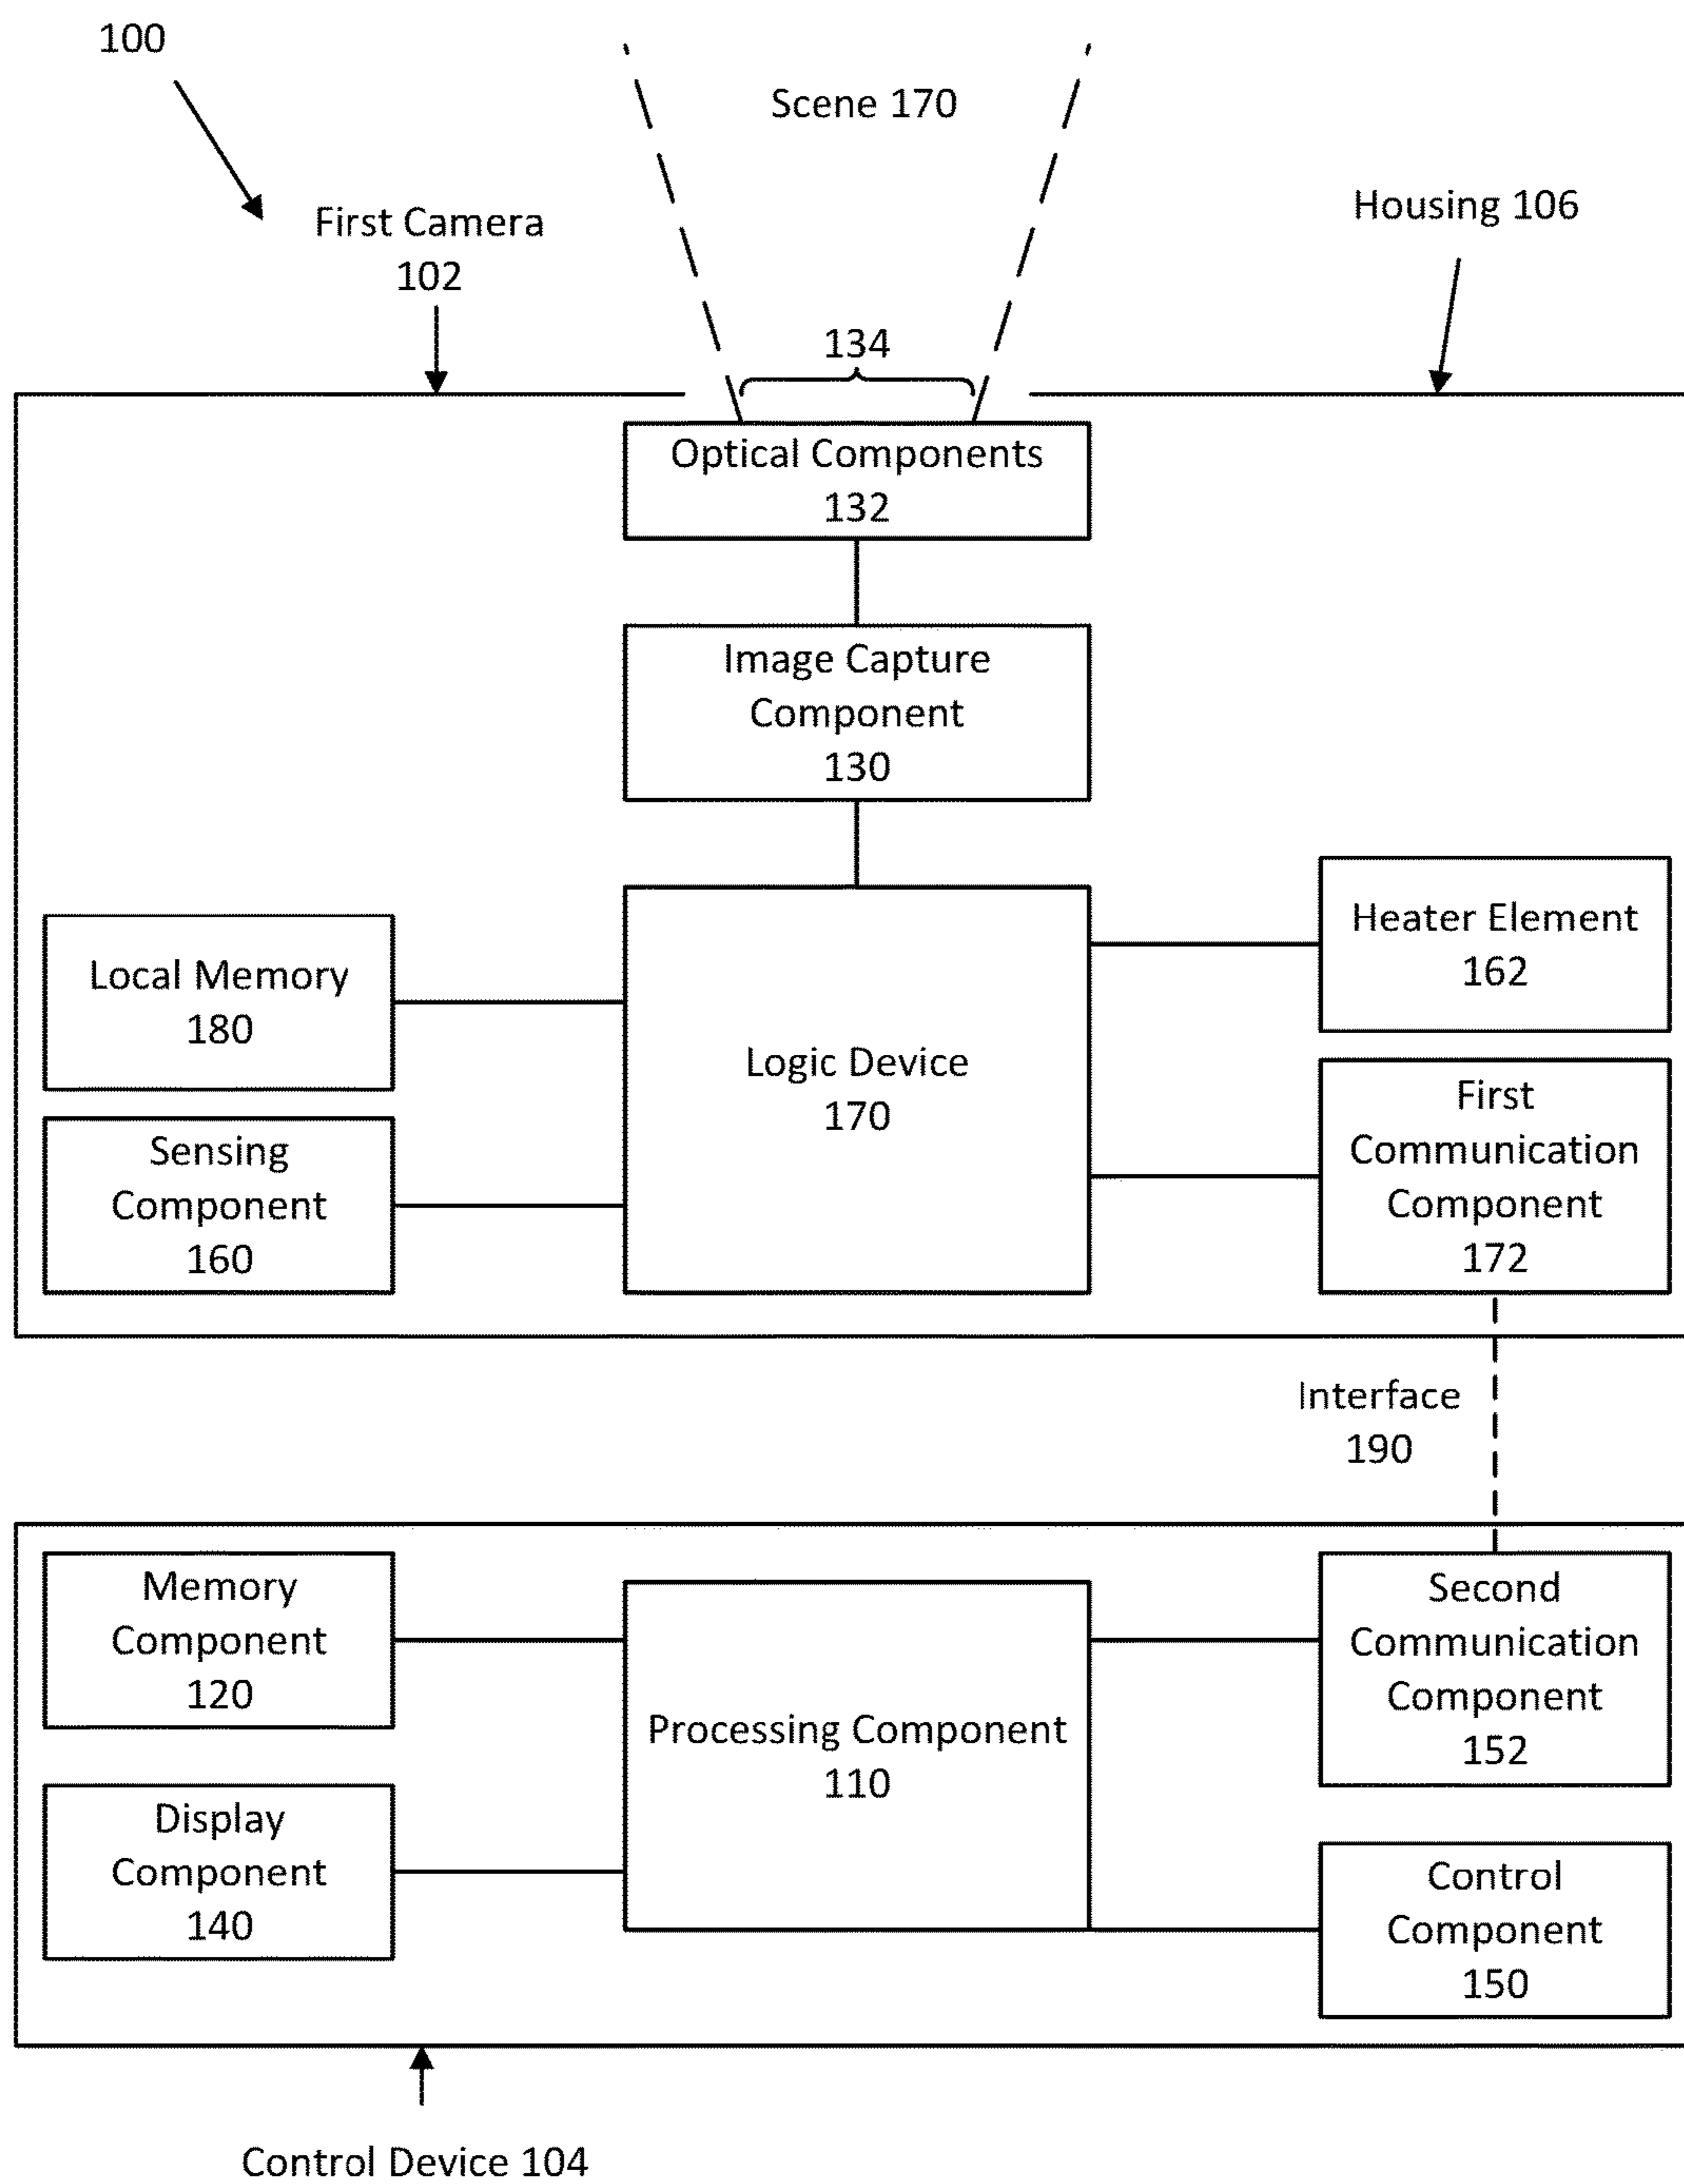 100
Scene 170
First Camera
102
Housing 106
134
Optical Components
132
Image Capture
Component
130
Local Memory
180
Sensing
Component
160
Logic Device
170
Heater Element
162
First
Communication
Component
172
Interface
190
Memory
Component
120
Display
Component
140
Processing Component
110
Second
Communication
Component
152
Control
Component
150
Control Device 104